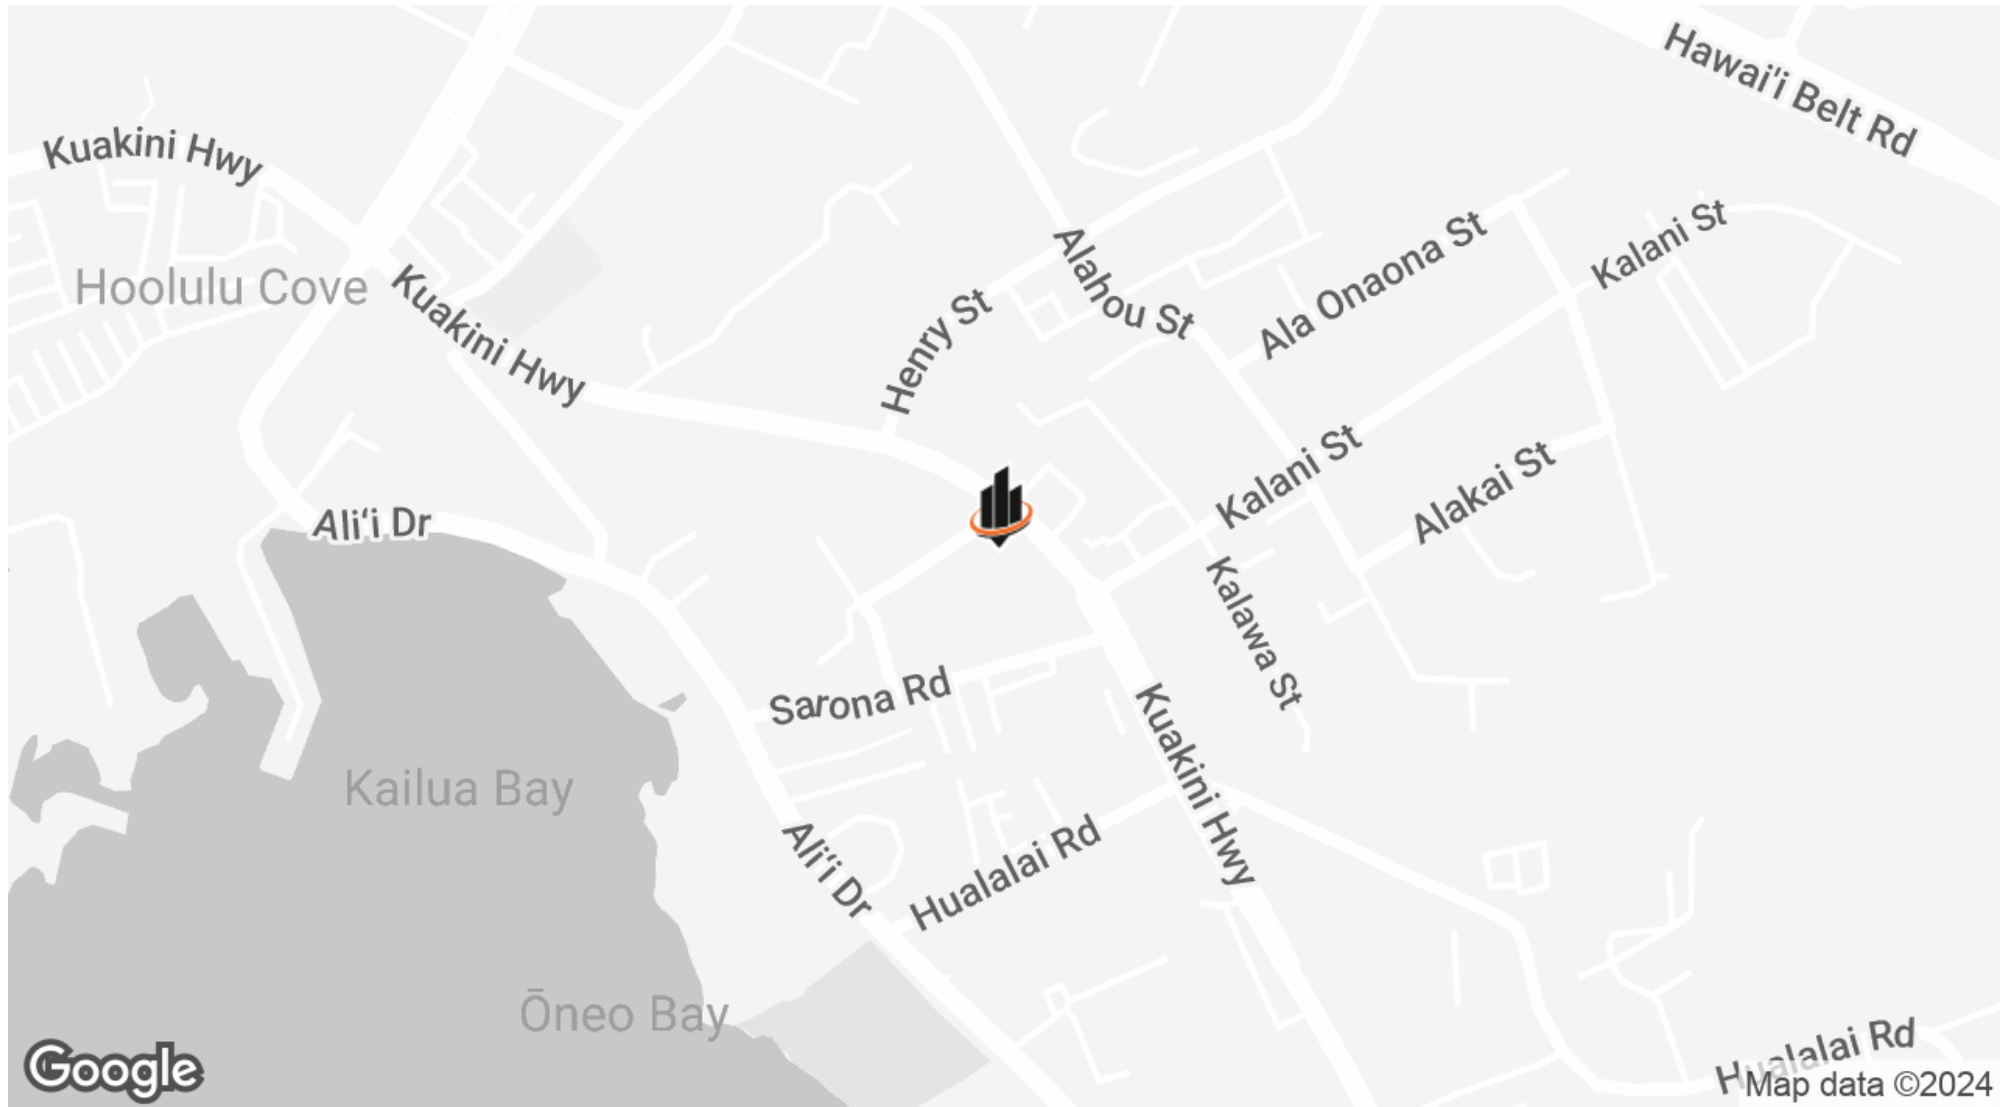 Hawai'i Belt Rd
Kuakini Hwy
Kalani St
Ala Onaona St
Alahou St
Hoolulu Cove
Kuakini Hwy
Henry St
Kalani St
Alakai St
Aliʻi Dr
Kalawa St
Sarona Rd
Kuakini Hwy
Kailua Bay
Aliʻi Dr
Hualalai Rd
Ōneo Bay
Hualalai Rd
Google
Map data ©2024